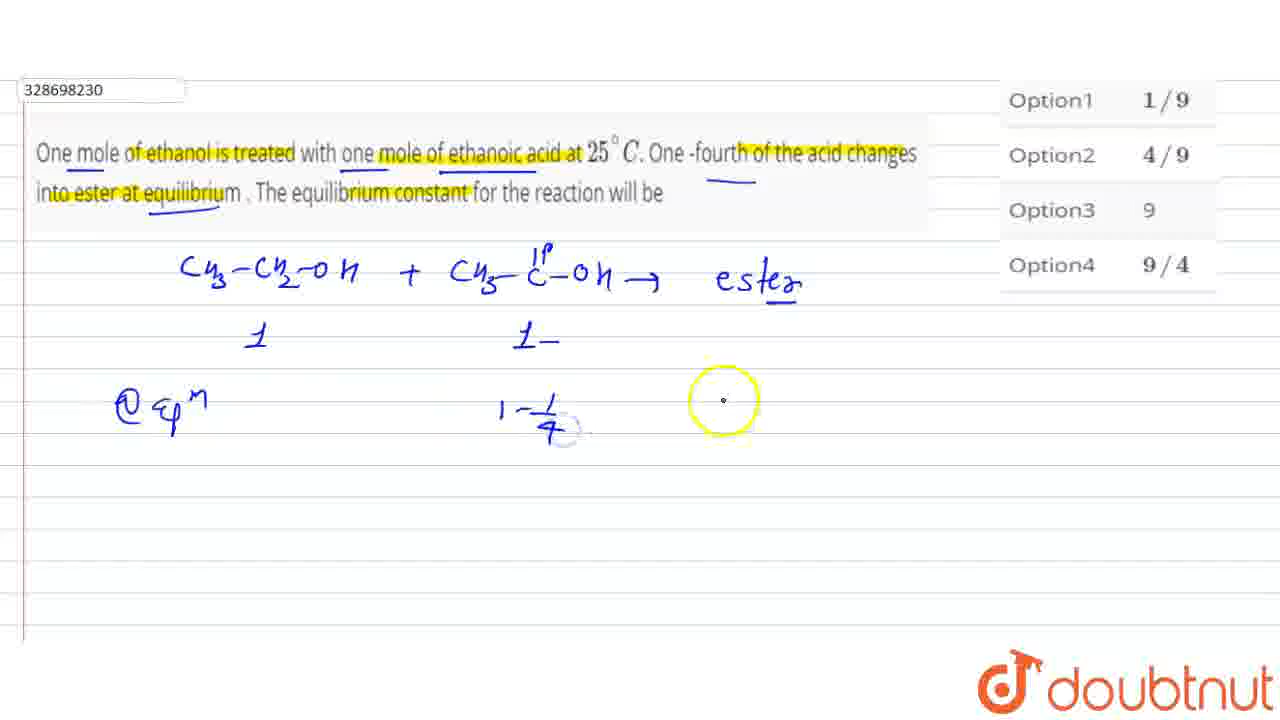 328698230
One mole of ethanol is treated with one mole of ethanoic acid at 25°C. One -fourth of the acid changes
into ester at equilibrium . The equilibrium constant for the reaction will be
Option1 1/9
Option2 4/9
Option3 9
Option4 9/4
CH3-CH2-OH + CH3-C-OH → ester
1 1
@ eqm 1-1/4
doubtnut